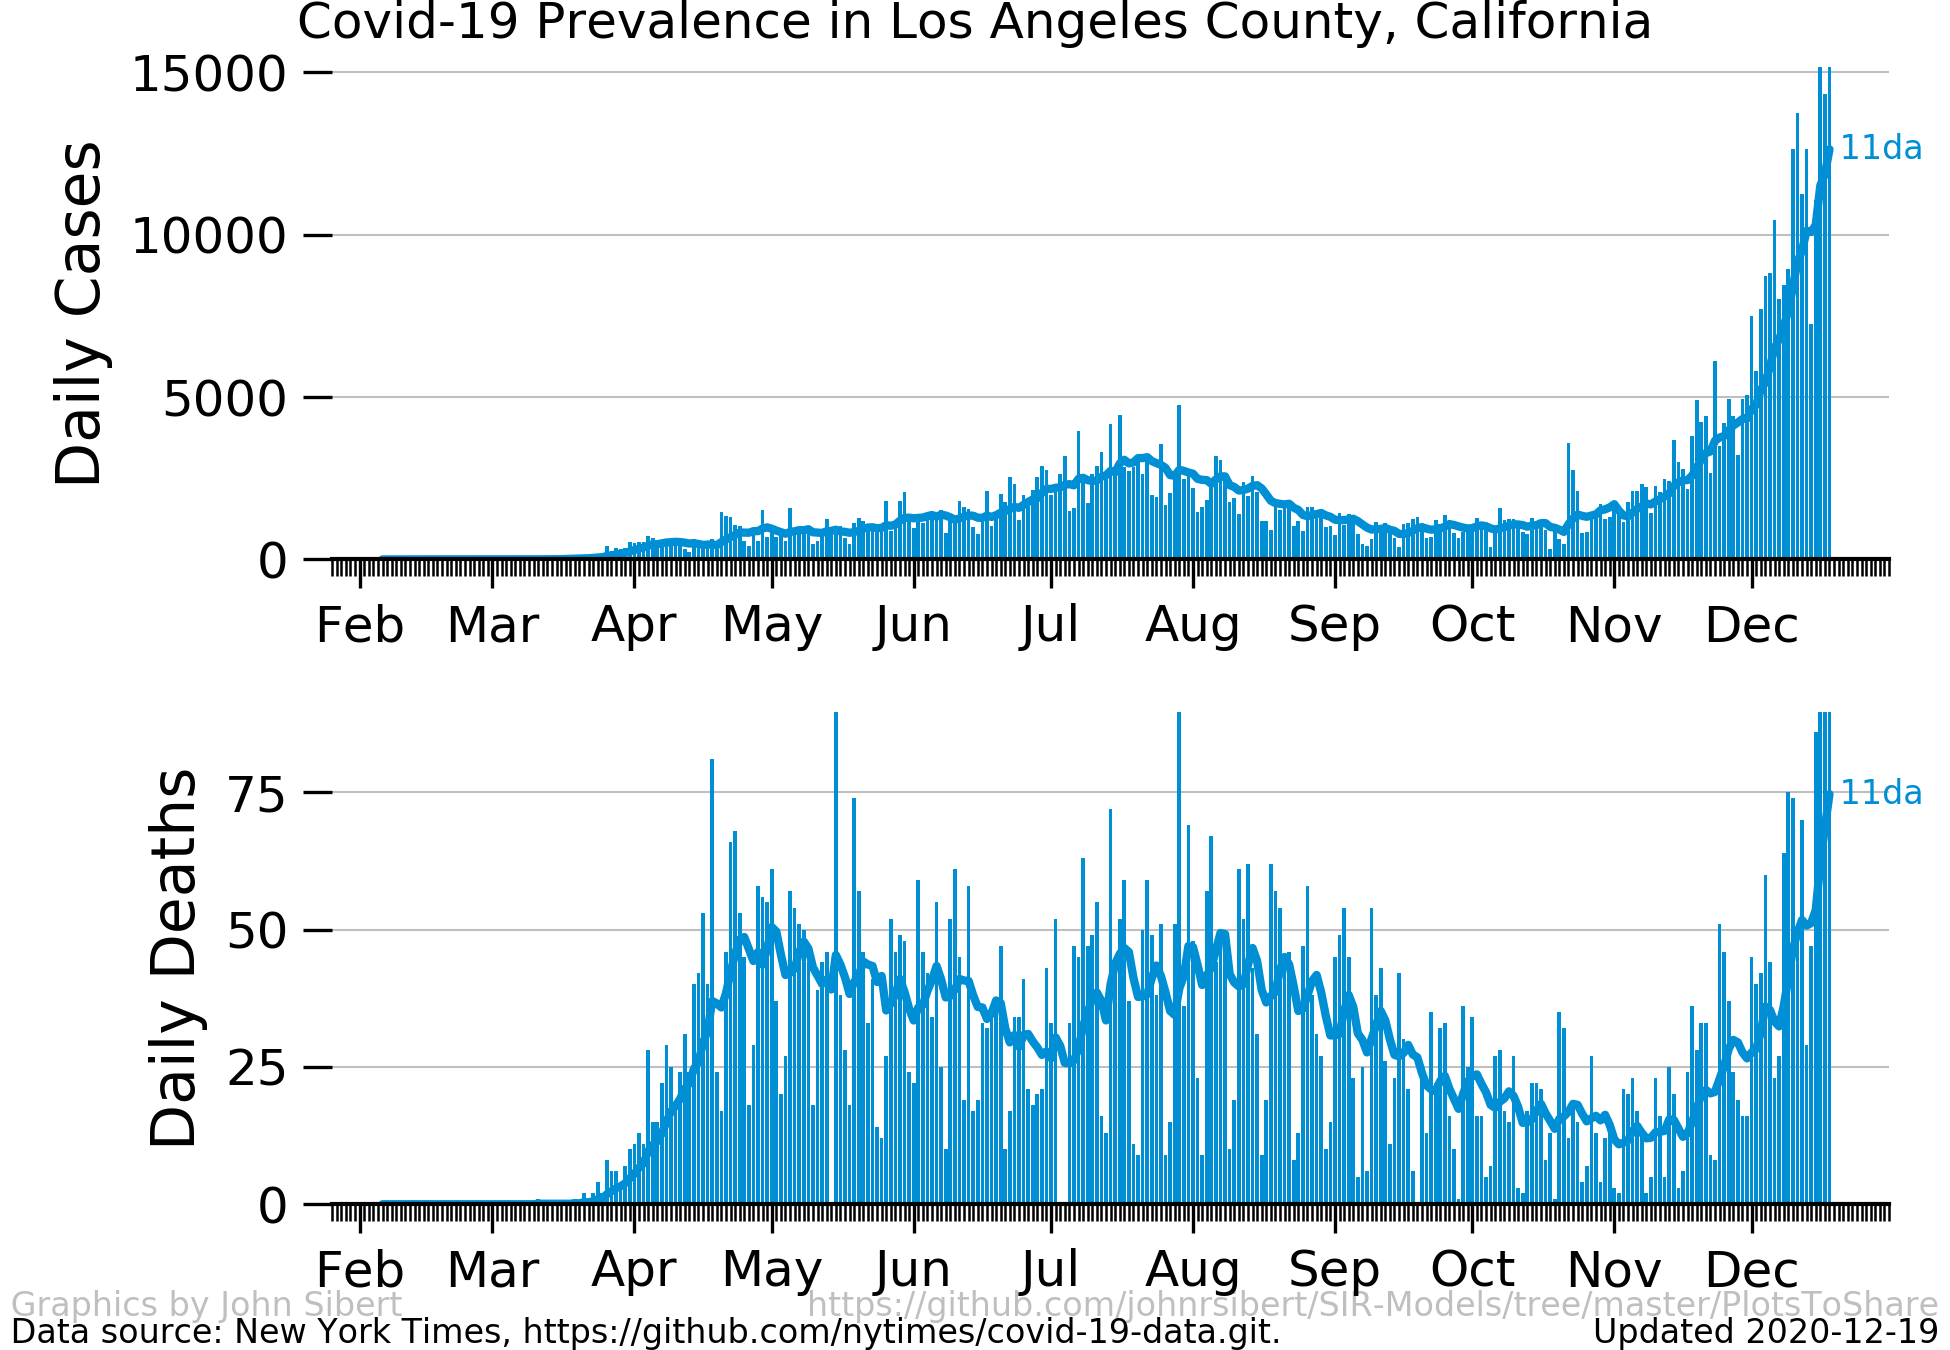 Covid-19 Prevalence in Los Angeles County, California
15000
10000
5000
0
Daily Cases
11da
Feb Mar Apr May Jun Jul Aug Sep Oct Nov Dec
75
50
25
0
Daily Deaths
11da
Feb Mar Apr May Jun Jul Aug Sep Oct Nov Dec
Graphics by John Sibert https://github.com/johnrsibert/SIR-Models/tree/master/PlotsToShare
Data source: New York Times, https://github.com/nytimes/covid-19-data.git. Updated 2020-12-19